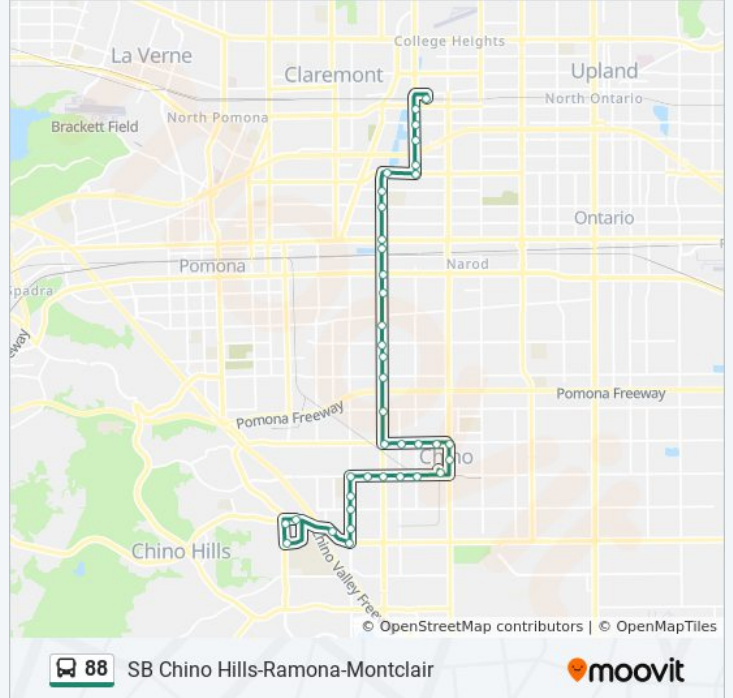 College Heights
La Verne
Claremont
Upland
North Ontario
North Pomona
Brackett Field
Ontario
Pomona
Narod
Spadra
Pomona Freeway
Pomona Freeway
Chino
Chino Hills
Chino Valley Free
© OpenStreetMap contributors | © OpenMapTiles
88 SB Chino Hills-Ramona-Montclair
moovit